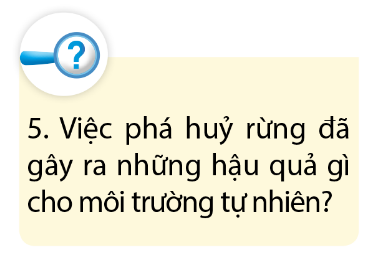 ?
5. Việc phá huỷ rừng đã
gây ra những hậu quả gì
cho môi trường tự nhiên?